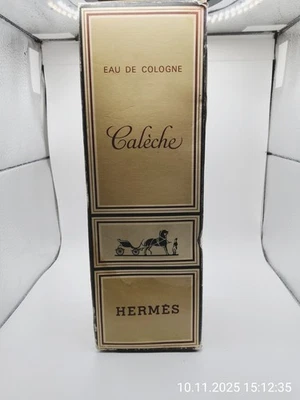 EAU DE COLOGNE
Calèche
HERMÈS
10.11.2025 15:12:35